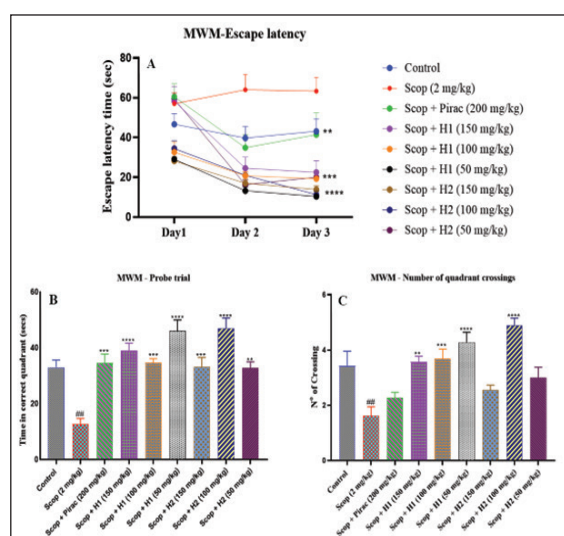 MWM-Escape latency
A
Escape latency time (sec)
80
60
40
20
0
Day1
Day 2
Day 3
**
***
****
Control
Scop (2 mg/kg)
Scop + Pirac (200 mg/kg)
Scop + H1 (150 mg/kg)
Scop + H1 (100 mg/kg)
Scop + H1 (50 mg/kg)
Scop + H2 (150 mg/kg)
Scop + H2 (100 mg/kg)
Scop + H2 (50 mg/kg)
MWM - Probe trial
B
Time in correct quadrant (secs)
60
40
20
0
##
***
****
***
****
***
****
**
Control
Scop (2 mg/kg)
Scop + Pirac (200 mg/kg)
Scop + H1 (150 mg/kg)
Scop + H1 (100 mg/kg)
Scop + H1 (50 mg/kg)
Scop + H2 (150 mg/kg)
Scop + H2 (100 mg/kg)
Scop + H2 (50 mg/kg)
MWM - Number of quadrant crossings
C
N° of Crossing
6
4
2
0
##
**
***
****
****
Control
Scop (2 mg/kg)
Scop + Pirac (200 mg/kg)
Scop + H1 (150 mg/kg)
Scop + H1 (100 mg/kg)
Scop + H1 (50 mg/kg)
Scop + H2 (150 mg/kg)
Scop + H2 (100 mg/kg)
Scop + H2 (50 mg/kg)